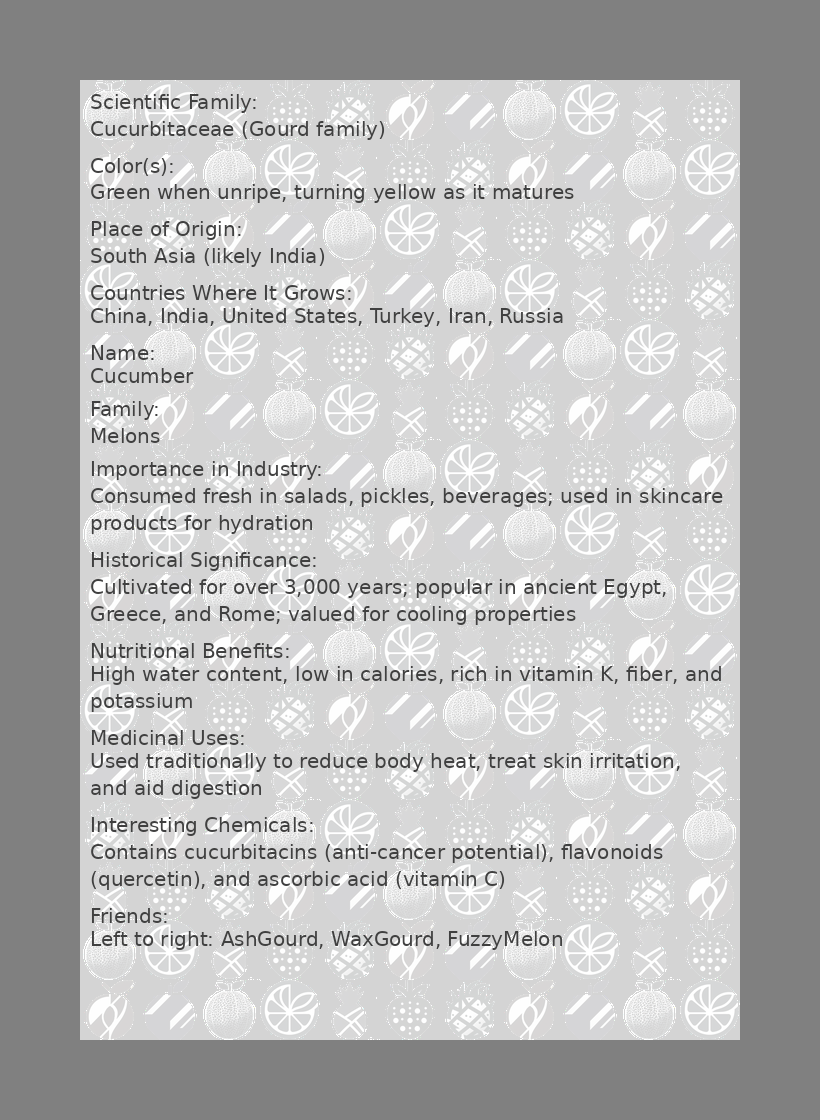 Scientific Family:
Cucurbitaceae (Gourd family)
Color(s):
Green when unripe, turning yellow as it matures
Place of Origin:
South Asia (likely India)
Countries Where It Grows:
China, India, United States, Turkey, Iran, Russia
Name:
Cucumber
Family:
Melons
Importance in Industry:
Consumed fresh in salads, pickles, beverages; used in skincare
products for hydration
Historical Significance:
Cultivated for over 3,000 years; popular in ancient Egypt,
Greece, and Rome; valued for cooling properties
Nutritional Benefits:
High water content, low in calories, rich in vitamin K, fiber, and
potassium
Medicinal Uses:
Used traditionally to reduce body heat, treat skin irritation,
and aid digestion
Interesting Chemicals:
Contains cucurbitacins (anti-cancer potential), flavonoids
(quercetin), and ascorbic acid (vitamin C)
Friends:
Left to right: AshGourd, WaxGourd, FuzzyMelon